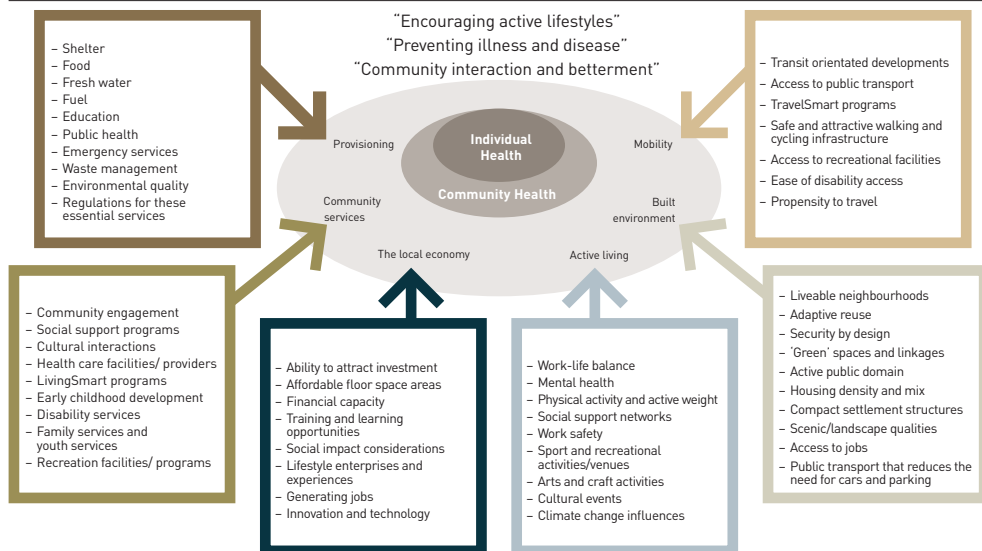 “Encouraging active lifestyles”
“Preventing illness and disease”
“Community interaction and betterment”
– Shelter
– Food
– Fresh water
– Fuel
– Education
– Public health
– Emergency services
– Waste management
– Environmental quality
– Regulations for these
essential services
Provisioning
Individual
Health
Community Health
Mobility
Community
services
Built
environment
The local economy
Active living
– Transit orientated developments
– Access to public transport
– TravelSmart programs
– Safe and attractive walking and
cycling infrastructure
– Access to recreational facilities
– Ease of disability access
– Propensity to travel
– Community engagement
– Social support programs
– Cultural interactions
– Health care facilities/ providers
– LivingSmart programs
– Early childhood development
– Disability services
– Family services and
youth services
– Recreation facilities/ programs
– Ability to attract investment
– Affordable floor space areas
– Financial capacity
– Training and learning
opportunities
– Social impact considerations
– Lifestyle enterprises and
experiences
– Generating jobs
– Innovation and technology
– Work-life balance
– Mental health
– Physical activity and active weight
– Social support networks
– Work safety
– Sport and recreational
activities/venues
– Arts and craft activities
– Cultural events
– Climate change influences
– Liveable neighbourhoods
– Adaptive reuse
– Security by design
– ‘Green’ spaces and linkages
– Active public domain
– Housing density and mix
– Compact settlement structures
– Scenic/landscape qualities
– Access to jobs
– Public transport that reduces the
need for cars and parking